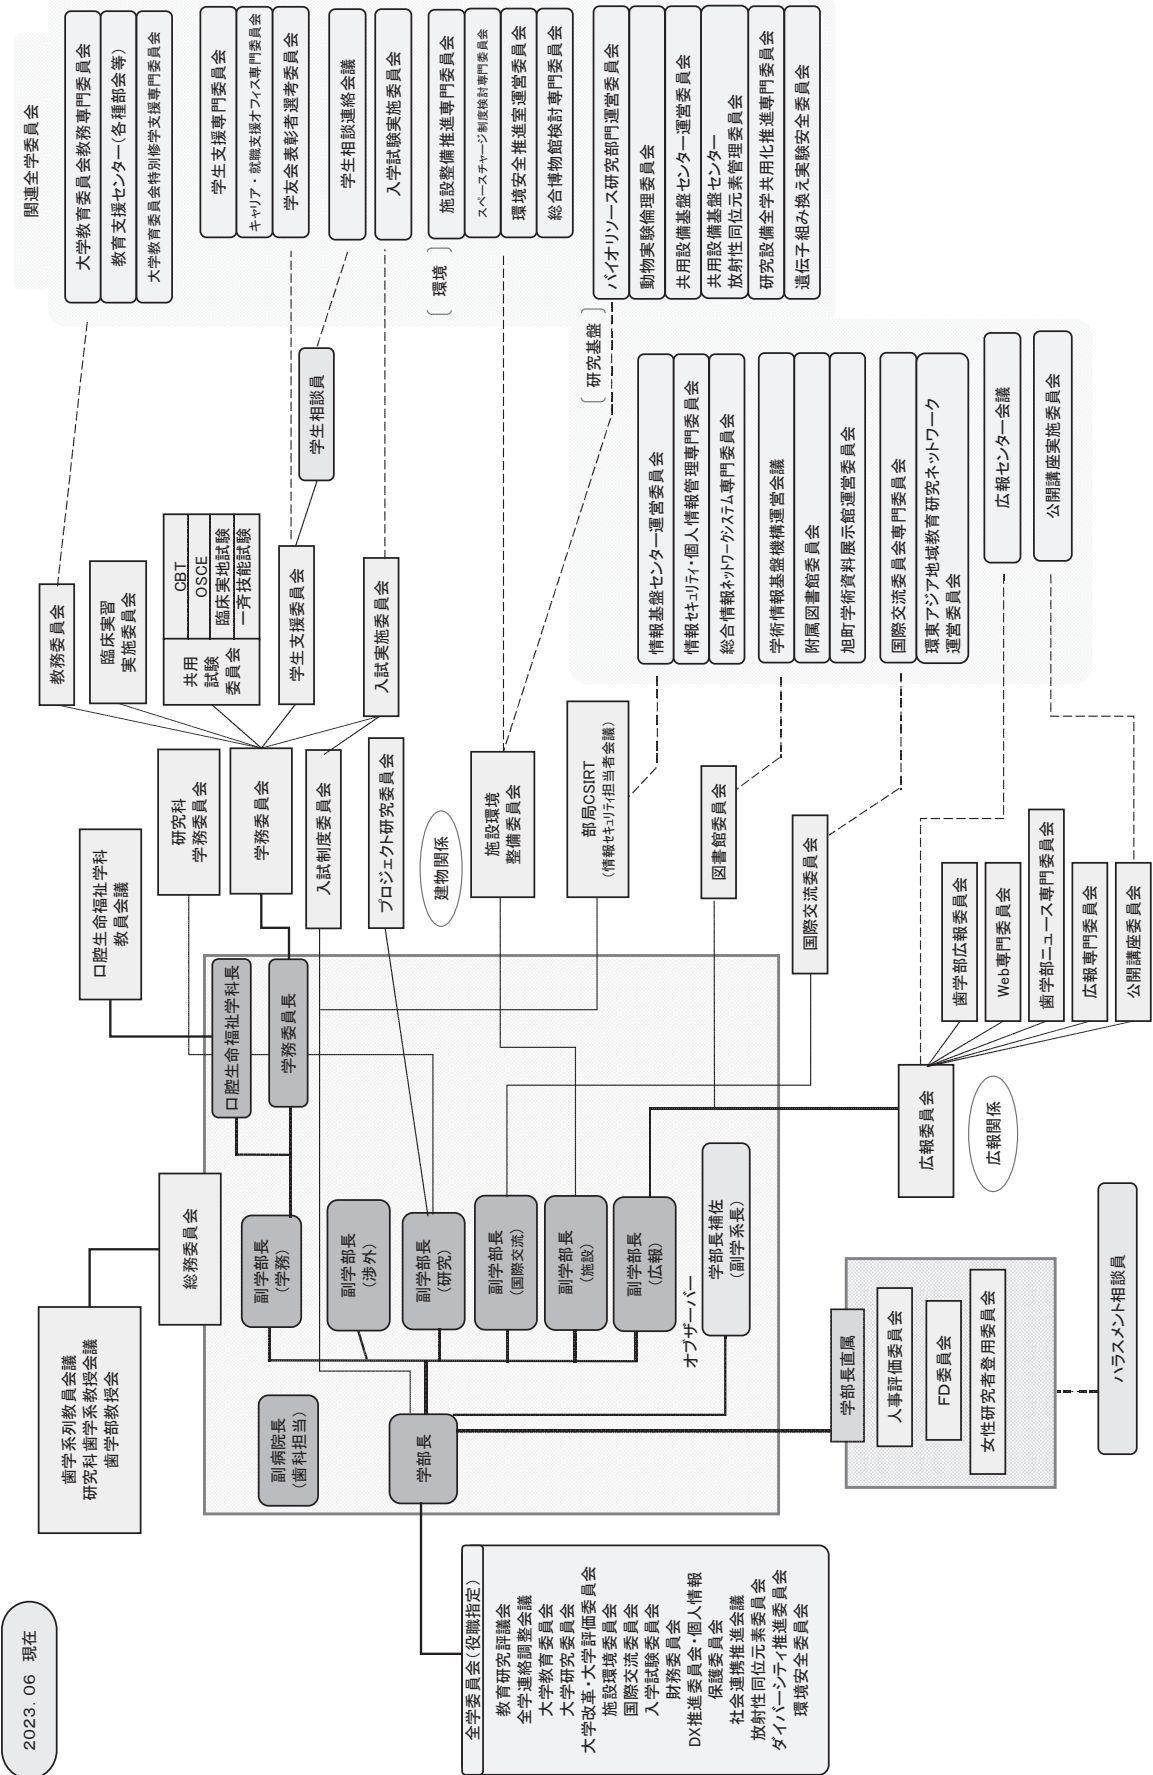 2023. 06 現在
歯学系列教員会議
研究科歯学系教授会議
歯学部教授会
総務委員会
口腔生命福祉学科
教員会議
研究科
学務委員会
学務委員会
入試制度委員会
プロジェクト研究委員会
建物関係
施設環境
整備委員会
部局CSIRT
(情報セキュリティ担当者会議)
図書館委員会
国際交流委員会
教務委員会
臨床実習
実施委員会
共用
試験
委員会
CBT
OSCE
臨床実地試験
一斉技能試験
学生支援委員会
学生相談員
入試実施委員会
関連全学委員会
大学教育委員会教務専門委員会
教育支援センター(各種部会等)
大学教育委員会特別修学支援専門委員会
学生支援専門委員会
キャリア・就職支援オフィス専門委員会
学友会表彰者選考委員会
学生相談連絡会議
入学試験実施委員会
[環境]
施設整備推進専門委員会
スペースチャージ制度検討専門委員会
環境安全推進室運営委員会
総合博物館検討専門委員会
[研究基盤]
バイオリソース研究部門運営委員会
動物実験倫理委員会
共用設備基盤センター運営委員会
共用設備基盤センター
放射性同位元素管理委員会
研究設備全学共用化推進専門委員会
遺伝子組み換え実験安全委員会
情報基盤センター運営委員会
情報セキュリティ・個人情報管理専門委員会
総合情報ネットワークシステム専門委員会
学術情報基盤機構運営会議
附属図書館委員会
旭町学術資料展示館運営委員会
国際交流委員会専門委員会
環東アジア地域教育研究ネットワーク
運営委員会
広報センター会議
公開講座実施委員会
口腔生命福祉学科長
学務委員長
副学部長
(学務)
副学部長
(渉外)
副学部長
(研究)
副学部長
(国際交流)
副学部長
(施設)
副学部長
(広報)
オブザーバー
学部長補佐
(副学系長)
副病院長
(歯科担当)
学部長
全学委員会(役職指定)
教育研究評議会
全学連絡調整会議
大学教育委員会
大学研究委員会
大学改革・大学評価委員会
施設環境委員会
国際交流委員会
入学試験委員会
財務委員会
DX推進委員会・個人情報
保護委員会
社会連携推進会議
放射性同位元素委員会
ダイバーシティ推進委員会
環境安全委員会
学部長直属
人事評価委員会
FD委員会
女性研究者登用委員会
ハラスメント相談員
広報委員会
広報関係
歯学部広報委員会
Web専門委員会
歯学部ニュース専門委員会
広報専門委員会
公開講座委員会